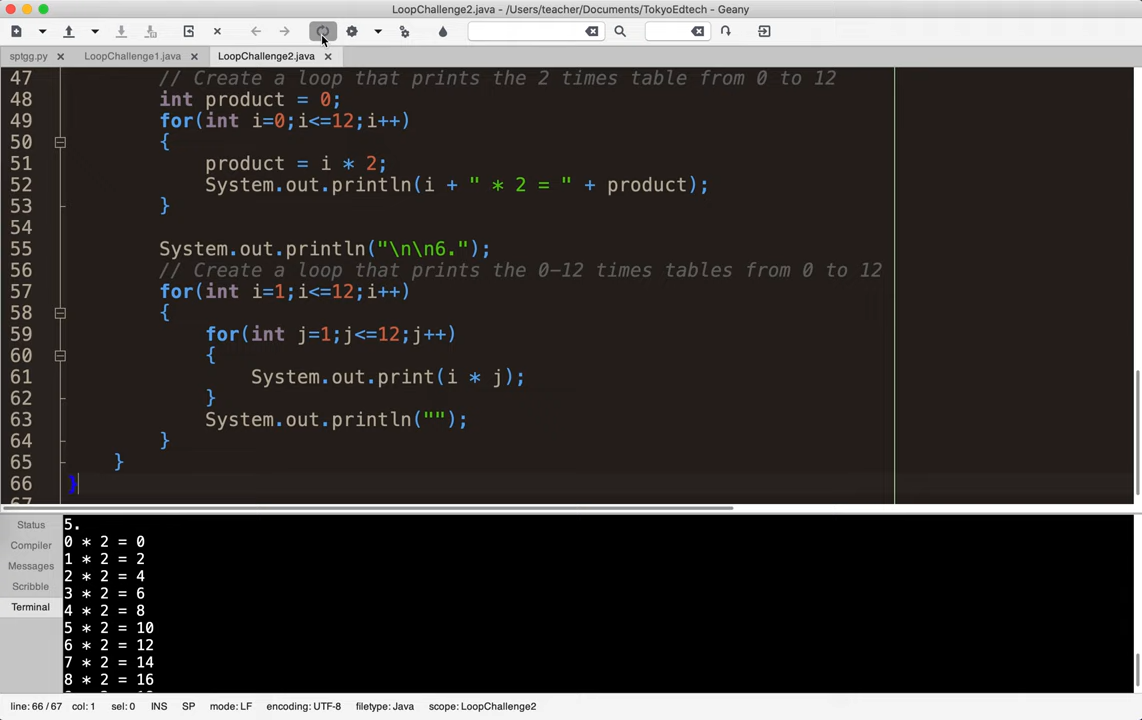 LoopChallenge2.java - /Users/teacher/Documents/TokyoEdtech - Geany
sptgg.py LoopChallenge1.java LoopChallenge2.java
47 // Create a loop that prints the 2 times table from 0 to 12
48 int product = 0;
49 for(int i=0;i<=12;i++)
50 {
51 product = i * 2;
52 System.out.println(i + " * 2 = " + product);
53 }
54
55 System.out.println("\n\n6.");
56 // Create a loop that prints the 0-12 times tables from 0 to 12
57 for(int i=1;i<=12;i++)
58 {
59 for(int j=1;j<=12;j++)
60 {
61 System.out.print(i * j);
62 }
63 System.out.println("");
64 }
65 }
66 }
67
Status
Compiler
Messages
Scribble
Terminal
5.
0 * 2 = 0
1 * 2 = 2
2 * 2 = 4
3 * 2 = 6
4 * 2 = 8
5 * 2 = 10
6 * 2 = 12
7 * 2 = 14
8 * 2 = 16
line: 66 / 67 col: 1 sel: 0 INS SP mode: LF encoding: UTF-8 filetype: Java scope: LoopChallenge2